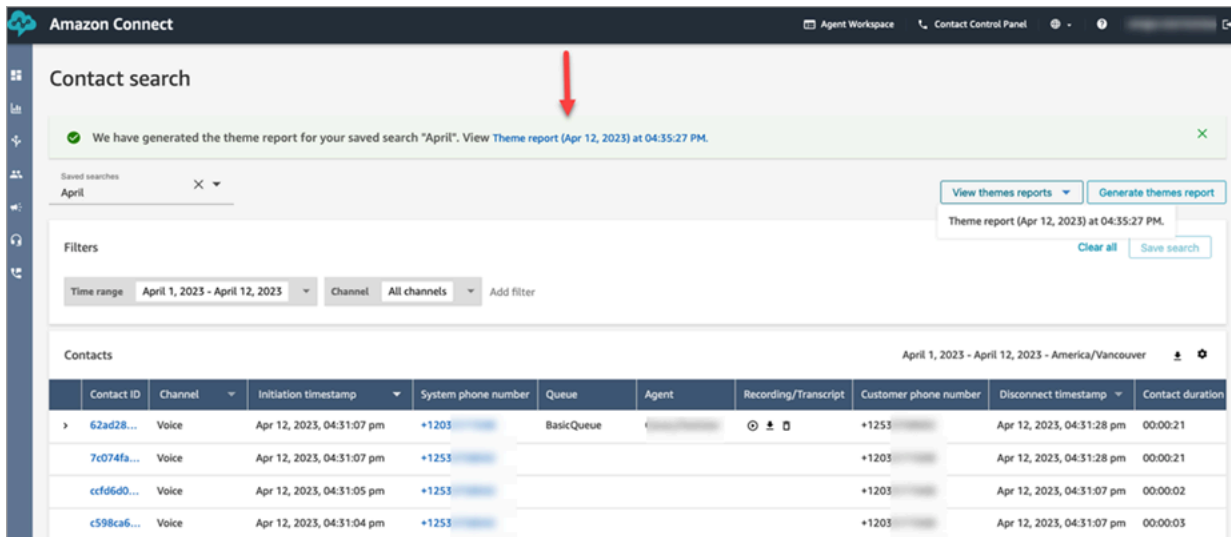 Amazon Connect Agent Workspace Contact Control Panel
Contact search
We have generated the theme report for your saved search "April". View Theme report (Apr 12, 2023) at 04:35:27 PM.
Saved searches
April
View themes reports Generate themes report
Theme report (Apr 12, 2023) at 04:35:27 PM.
Filters
Clear all Save search
Time range April 1, 2023 - April 12, 2023 Channel All channels Add filter
Contacts April 1, 2023 - April 12, 2023 - America/Vancouver
Contact ID Channel Initiation timestamp System phone number Queue Agent Recording/Transcript Customer phone number Disconnect timestamp Contact duration
62ad28... Voice Apr 12, 2023, 04:31:07 pm +1203 BasicQueue +1253 Apr 12, 2023, 04:31:28 pm 00:00:21
7c074fa... Voice Apr 12, 2023, 04:31:07 pm +1253 +1203 Apr 12, 2023, 04:31:28 pm 00:00:21
ccfd6d0... Voice Apr 12, 2023, 04:31:05 pm +1253 +1203 Apr 12, 2023, 04:31:07 pm 00:00:02
c598ca6... Voice Apr 12, 2023, 04:31:04 pm +1253 +1203 Apr 12, 2023, 04:31:07 pm 00:00:03